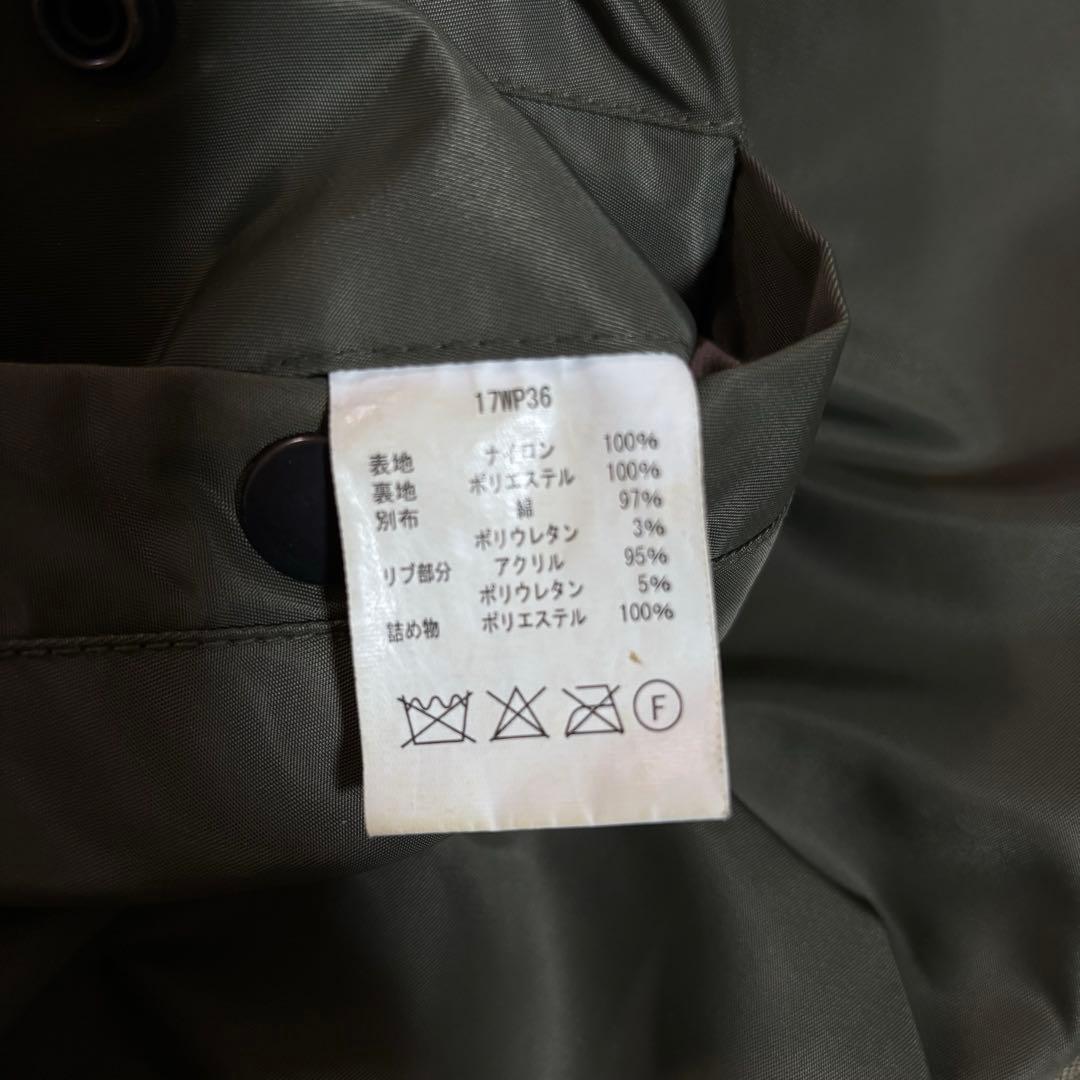 17WP36
表地 ナイロン 100%
裏地 ポリエステル 100%
別布 綿 97%
ポリウレタン 3%
リブ部分 アクリル 95%
ポリウレタン 5%
詰め物 ポリエステル 100%
F